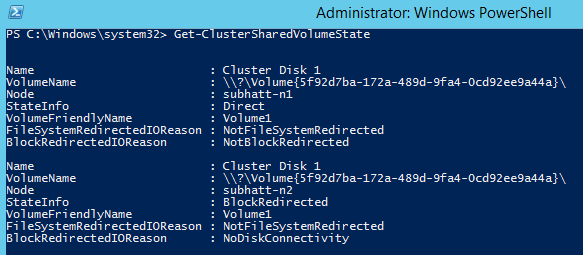 Administrator: Windows PowerShell
PS C:\Windows\system32> Get-ClusterSharedVolumeState
Name : Cluster Disk 1
VolumeName : \\?\Volume{5f92d7ba-172a-489d-9fa4-0cd92ee9a44a}\
Node : subhatt-n1
StateInfo : Direct
VolumeFriendlyName : Volume1
FileSystemRedirectedIOReason : NotFileSystemRedirected
BlockRedirectedIOReason : NotBlockRedirected
Name : Cluster Disk 1
VolumeName : \\?\Volume{5f92d7ba-172a-489d-9fa4-0cd92ee9a44a}\
Node : subhatt-n2
StateInfo : BlockRedirected
VolumeFriendlyName : Volume1
FileSystemRedirectedIOReason : NotFileSystemRedirected
BlockRedirectedIOReason : NoDiskConnectivity